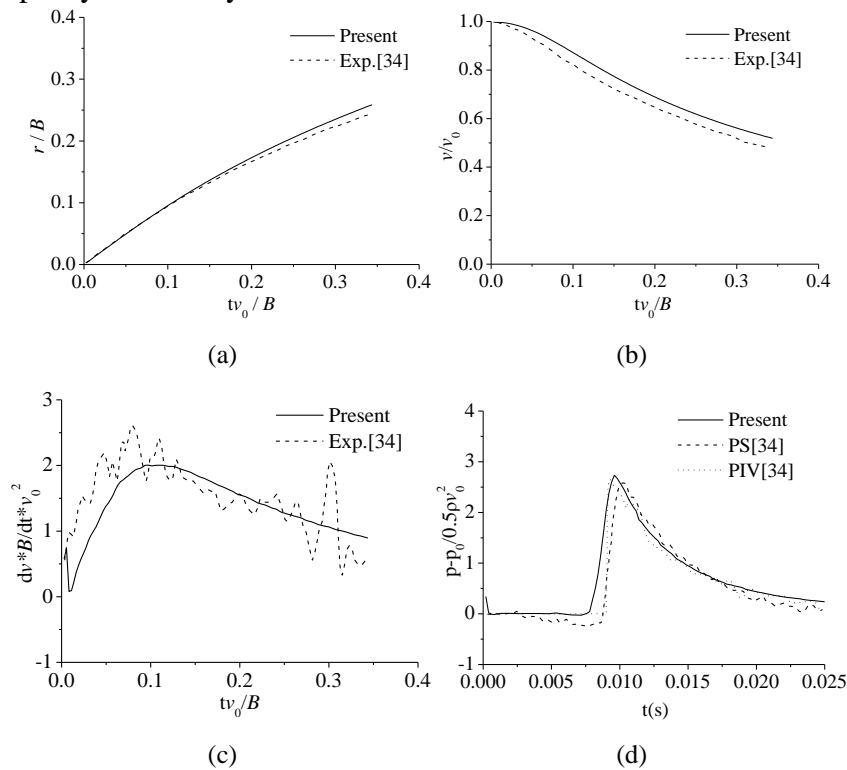 Present
Exp.[34]
r / B
0.4
0.3
0.2
0.1
0.0
0.0 0.1 0.2 0.3 0.4
tv0 / B
(a)
Present
Exp.[34]
v/v0
1.0
0.8
0.6
0.4
0.2
0.0
0.0 0.1 0.2 0.3 0.4
tv0/B
(b)
Present
Exp.[34]
dv*B/dt*v0^2
3
2
1
0
-1
0.0 0.1 0.2 0.3 0.4
tv0/B
(c)
Present
PS[34]
PIV[34]
p-p0/0.5ρv0^2
4
3
2
1
0
-1
0.000 0.005 0.010 0.015 0.020 0.025
t(s)
(d)